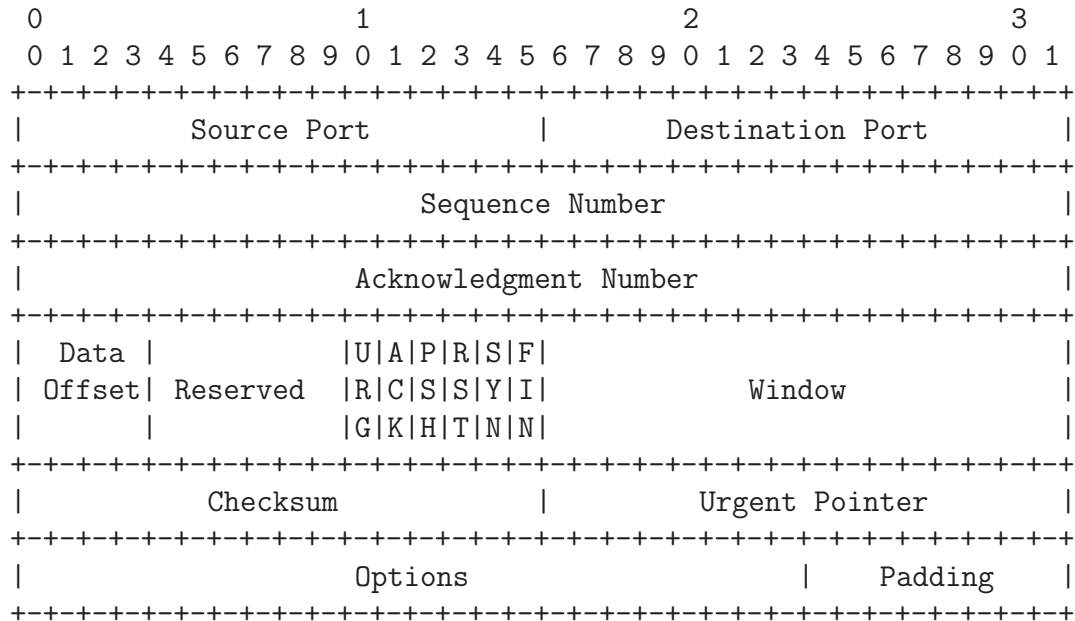 0                   1                   2                   3
 0 1 2 3 4 5 6 7 8 9 0 1 2 3 4 5 6 7 8 9 0 1 2 3 4 5 6 7 8 9 0 1
+-+-+-+-+-+-+-+-+-+-+-+-+-+-+-+-+-+-+-+-+-+-+-+-+-+-+-+-+-+-+-+-+
|          Source Port          |       Destination Port        |
+-+-+-+-+-+-+-+-+-+-+-+-+-+-+-+-+-+-+-+-+-+-+-+-+-+-+-+-+-+-+-+-+
|                        Sequence Number                        |
+-+-+-+-+-+-+-+-+-+-+-+-+-+-+-+-+-+-+-+-+-+-+-+-+-+-+-+-+-+-+-+-+
|                    Acknowledgment Number                      |
+-+-+-+-+-+-+-+-+-+-+-+-+-+-+-+-+-+-+-+-+-+-+-+-+-+-+-+-+-+-+-+-+
|  Data |           |U|A|P|R|S|F|                               |
| Offset| Reserved  |R|C|S|S|Y|I|            Window             |
|       |           |G|K|H|T|N|N|                               |
+-+-+-+-+-+-+-+-+-+-+-+-+-+-+-+-+-+-+-+-+-+-+-+-+-+-+-+-+-+-+-+-+
|           Checksum            |         Urgent Pointer        |
+-+-+-+-+-+-+-+-+-+-+-+-+-+-+-+-+-+-+-+-+-+-+-+-+-+-+-+-+-+-+-+-+
|                    Options                    |    Padding    |
+-+-+-+-+-+-+-+-+-+-+-+-+-+-+-+-+-+-+-+-+-+-+-+-+-+-+-+-+-+-+-+-+